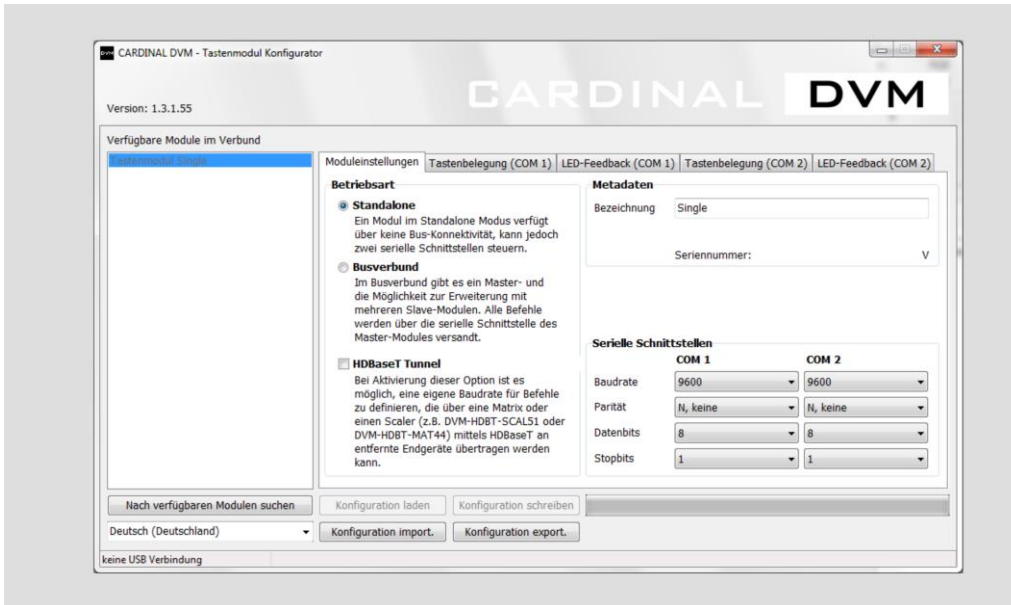 CARDINAL DVM - Tastenmodul Konfigurator
CARDINAL DVM
Version: 1.3.1.55
Verfügbare Module im Verbund
Tastenmodul Single
Moduleinstellungen
Tastenbelegung (COM 1)
LED-Feedback (COM 1)
Tastenbelegung (COM 2)
LED-Feedback (COM 2)
Betriebsart
Standalone
Ein Modul im Standalone Modus verfügt
über keine Bus-Konnektivität, kann jedoch
zwei serielle Schnittstellen steuern.
Busverbund
Im Busverbund gibt es ein Master- und
die Möglichkeit zur Erweiterung mit
mehreren Slave-Modulen. Alle Befehle
werden über die serielle Schnittstelle des
Master-Modules versandt.
HDBaseT Tunnel
Bei Aktivierung dieser Option ist es
möglich, eine eigene Baudrate für Befehle
zu definieren, die über eine Matrix oder
einen Scaler (z.B. DVM-HDBT-SCAL51 oder
DVM-HDBT-MAT44) mittels HDBaseT an
entfernte Endgeräte übertragen werden
kann.
Metadaten
Bezeichnung Single
Seriennummer: V
Serielle Schnittstellen
COM 1 COM 2
Baudrate 9600 9600
Parität N, keine N, keine
Datenbits 8 8
Stopbits 1 1
Nach verfügbaren Modulen suchen
Konfiguration laden
Konfiguration schreiben
Deutsch (Deutschland)
Konfiguration import.
Konfiguration export.
keine USB Verbindung